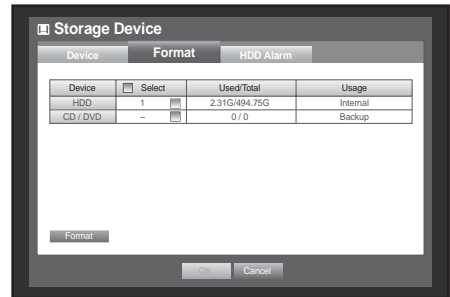 Storage Device
Device Format HDD Alarm
Device Select Used/Total Usage
HDD 1 2.31G/494.75G Internal
CD / DVD – 0 / 0 Backup
Format
OK Cancel